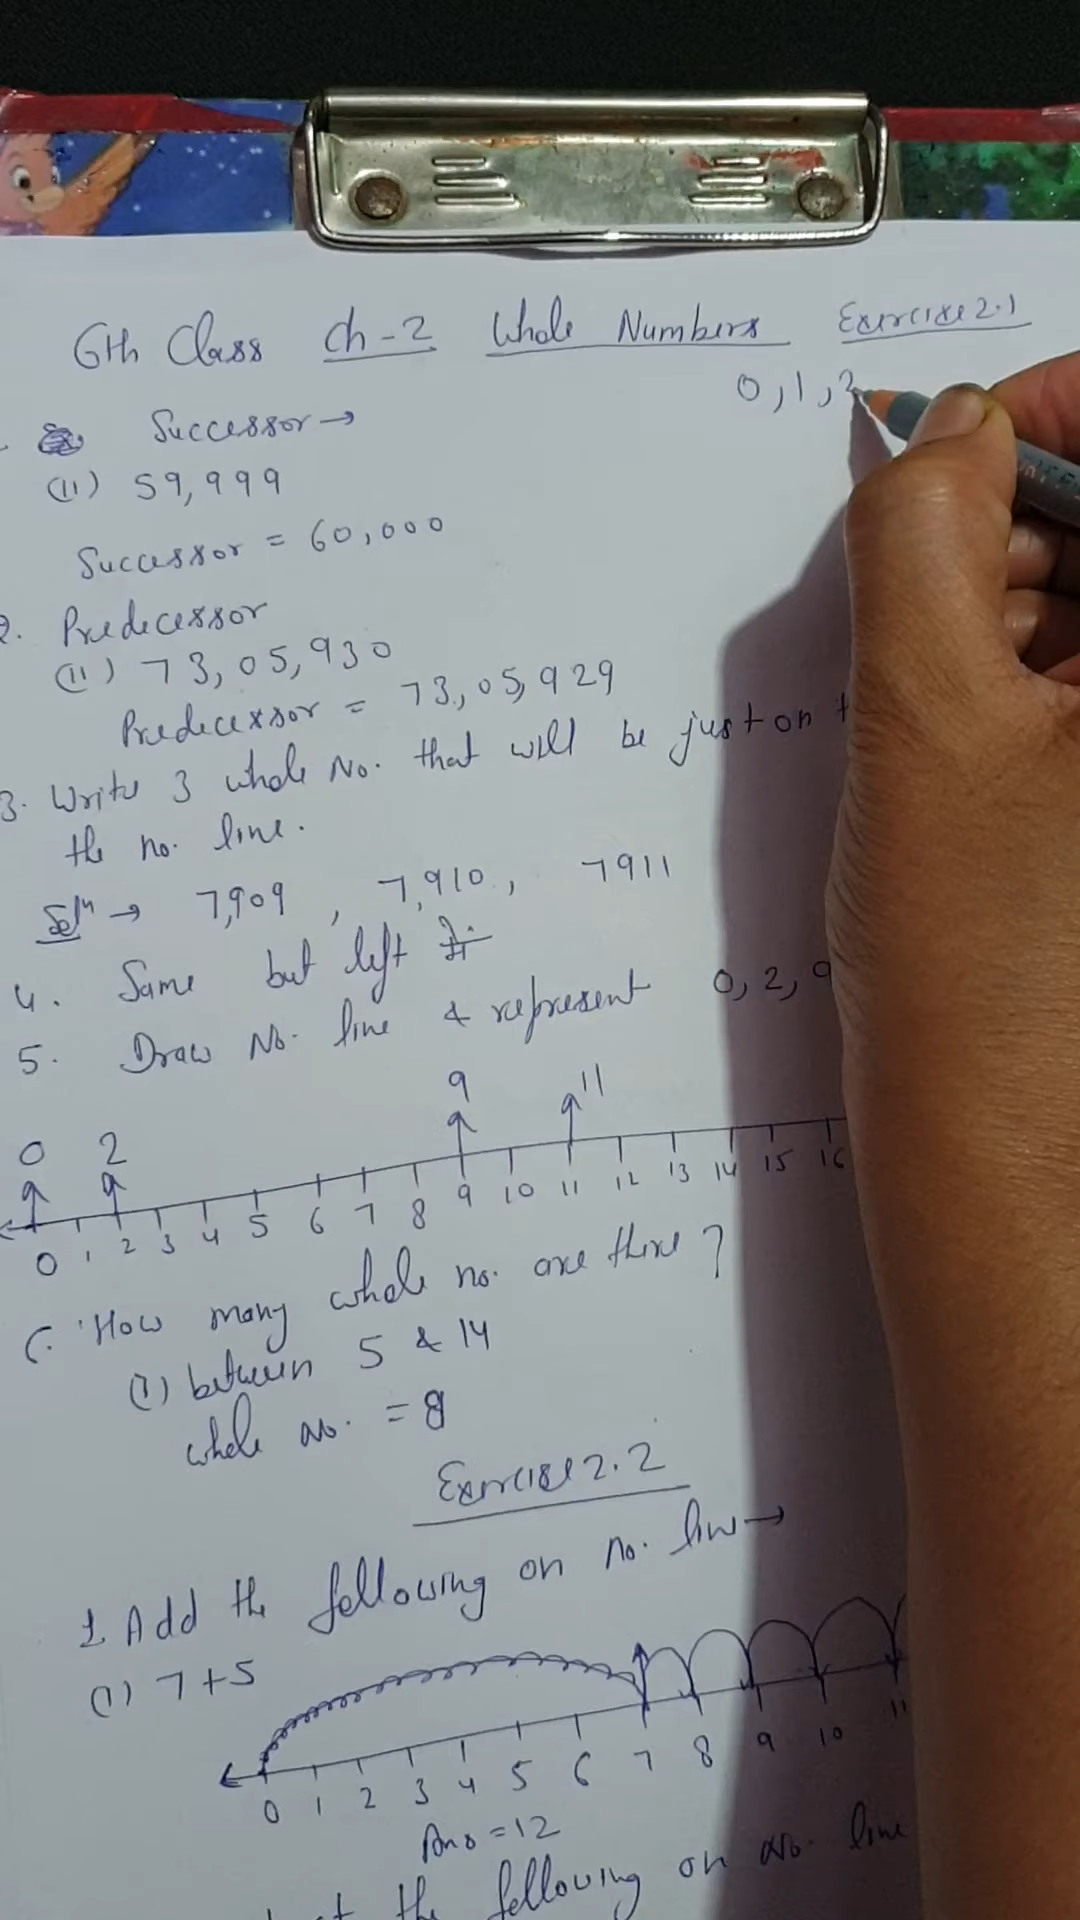 6th Class Ch-2 Whole Numbers Exercise 2.1
0, 1, 2
Successor →
(11) 59,999
Successor = 60,000
2. Predecessor
(11) 73,05,930
Predecessor = 73,05,929
3. Write 3 whole No. that will be just on t
the no. line.
Solⁿ → 7,909 , 7,910, 7911
4. Same but left
5. Draw No. line & represent 0, 2, 9
0 2 9 11
0 1 2 3 4 5 6 7 8 9 10 11 12 13 14 15 16
6. How many whole no. are there?
(1) between 5 & 14
whole no. = 8
Exercise 2.2
1. Add the following on no. line →
(1) 7+5
0 1 2 3 4 5 6 7 8 9 10 11
Ans = 12
the following on no. line